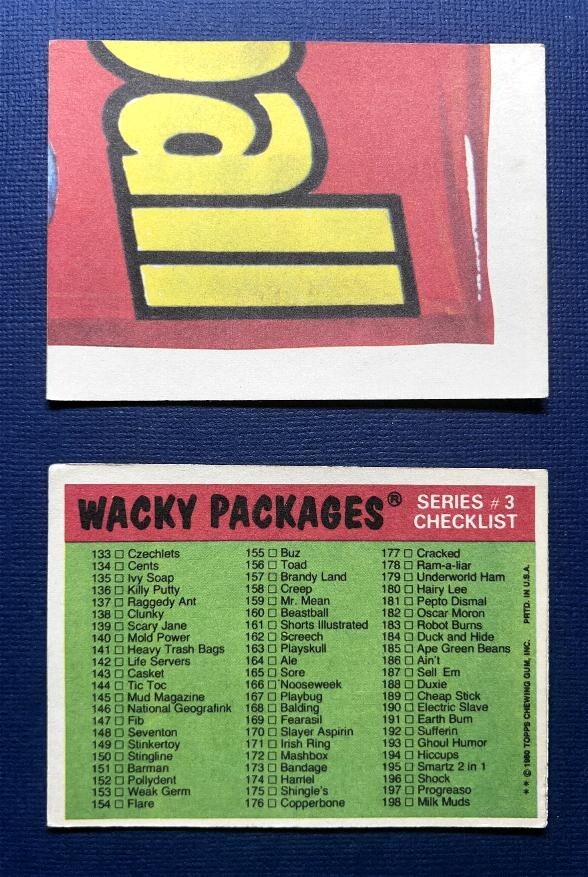 all
WACKY PACKAGES®
SERIES #3
CHECKLIST
133 Czechlets
134 Cents
135 Ivy Soap
136 Killy Putty
137 Raggedy Ant
138 Clunky
139 Scary Jane
140 Mold Power
141 Heavy Trash Bags
142 Life Servers
143 Casket
144 Tic Toc
145 Mud Magazine
146 National Geografink
147 Fib
148 Seventon
149 Stinkertoy
150 Stingline
151 Barman
152 Pollydent
153 Weak Germ
154 Flare
155 Buz
156 Toad
157 Brandy Land
158 Creep
159 Mr. Mean
160 Beastball
161 Shorts Illustrated
162 Screech
163 Playskull
164 Ale
165 Sore
166 Nooseweek
167 Playbug
168 Balding
169 Fearasil
170 Slayer Aspirin
171 Irish Ring
172 Mashbox
173 Bandage
174 Harriel
175 Shingle's
176 Copperbone
177 Cracked
178 Ram-a-liar
179 Underworld Ham
180 Hairy Lee
181 Pepto Dismal
182 Oscar Moron
183 Robot Burns
184 Duck and Hide
185 Ape Green Beans
186 Ain't
187 Sell Em
188 Duxie
189 Cheap Stick
190 Electric Slave
191 Earth Bum
192 Sufferin
193 Ghoul Humor
194 Hiccups
195 Smartz 2 in 1
196 Shock
197 Progreaso
198 Milk Muds
** © 1980 TOPPS CHEWING GUM, INC. PRTD. IN U.S.A.